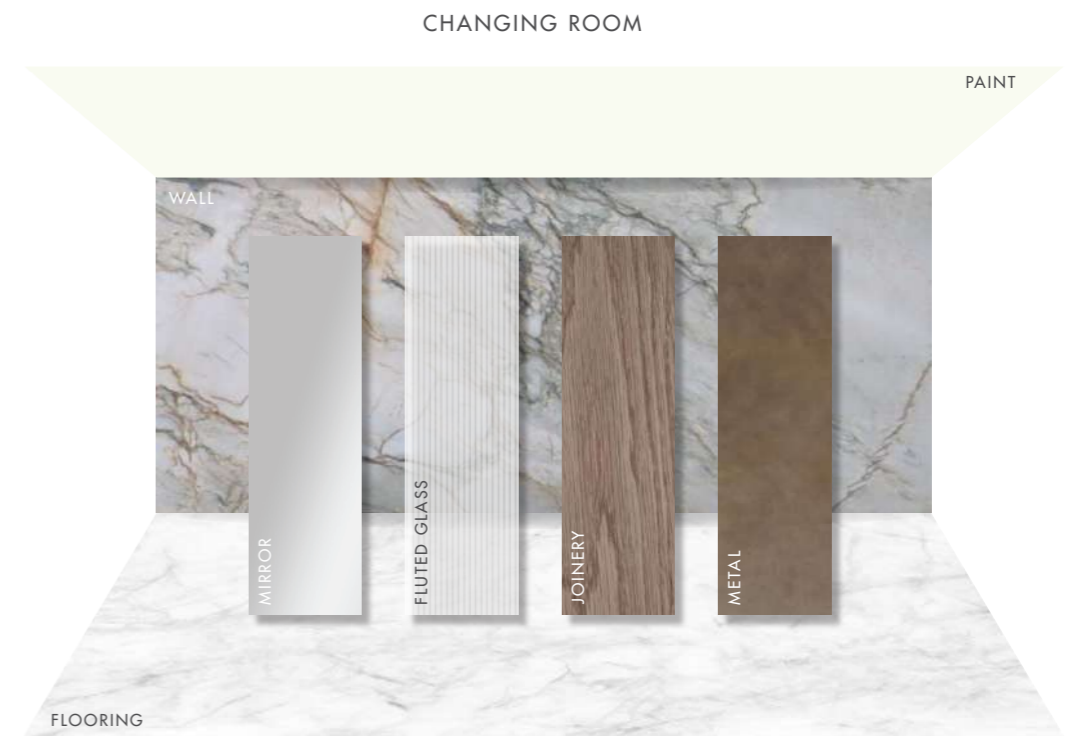 CHANGING ROOM
PAINT
WALL
MIRROR
FLUTED GLASS
JOINERY
METAL
FLOORING